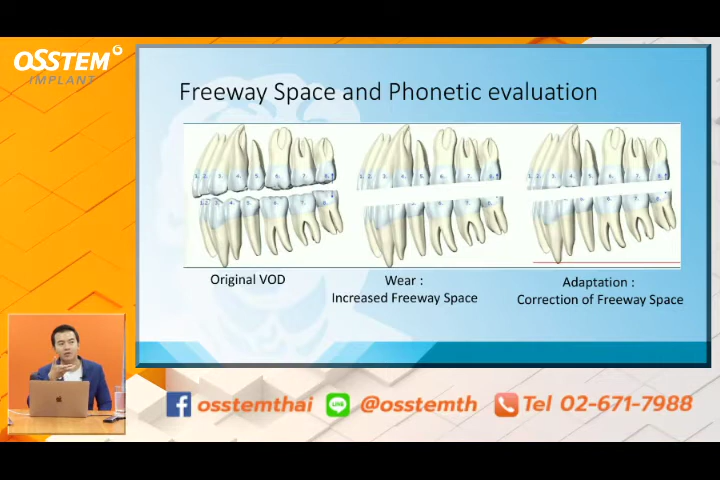 OSSTEM
IMPLANT
Freeway Space and Phonetic evaluation
Original VOD
Wear :
Increased Freeway Space
Adaptation :
Correction of Freeway Space
osstemthai
LINE
@osstemth
Tel 02-671-7988